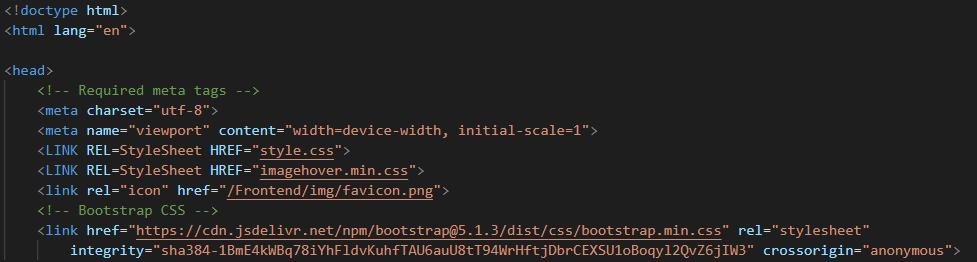 <!doctype html>
<html lang="en">
<head>
<!-- Required meta tags -->
<meta charset="utf-8">
<meta name="viewport" content="width=device-width, initial-scale=1">
<LINK REL=StyleSheet HREF="style.css">
<LINK REL=StyleSheet HREF="imagehover.min.css">
<link rel="icon" href="/Frontend/img/favicon.png">
<!-- Bootstrap CSS -->
<link href="https://cdn.jsdelivr.net/npm/bootstrap@5.1.3/dist/css/bootstrap.min.css" rel="stylesheet"
integrity="sha384-1BmE4kWBq78iYhFldvKuhfTAU6auU8tT94WrHftjDbrCEXSU1oBoqyl2QvZ6jIW3" crossorigin="anonymous">